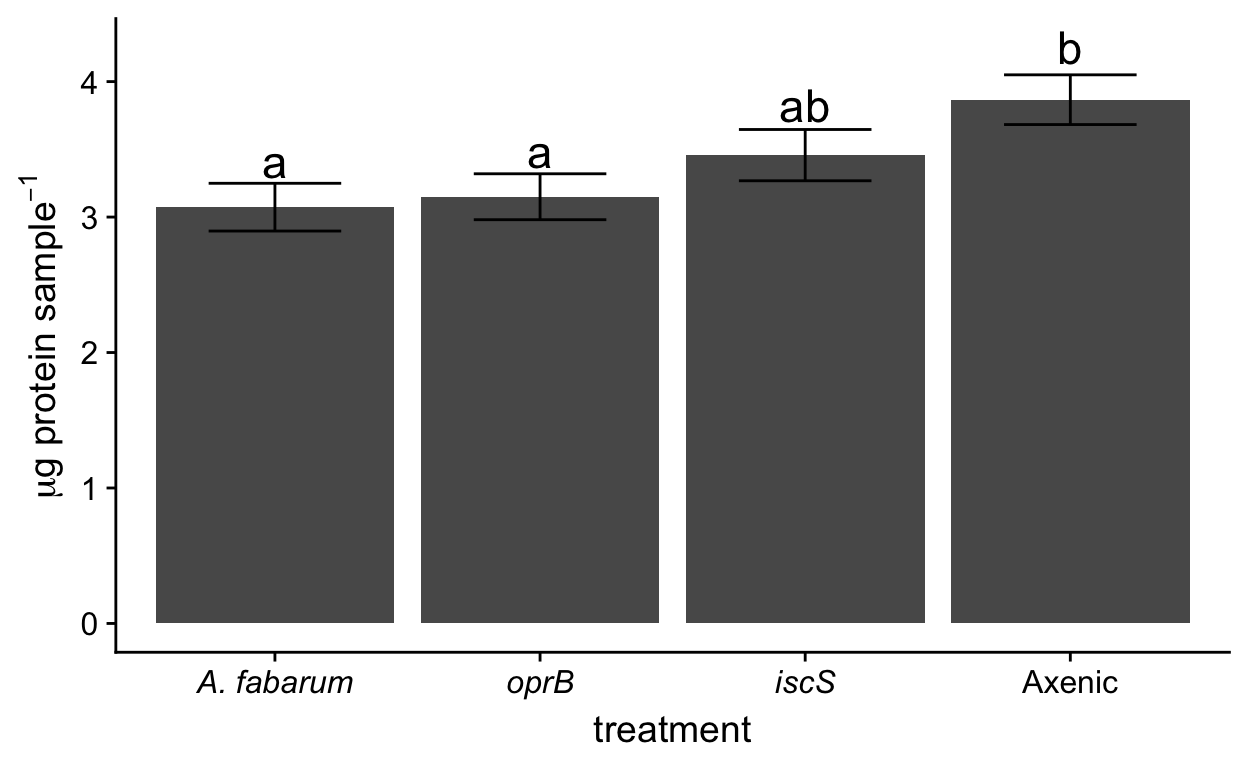 b
ab
a
a
4
3
2
1
0
µg protein sample⁻¹
A. fabarum oprB iscS Axenic
treatment